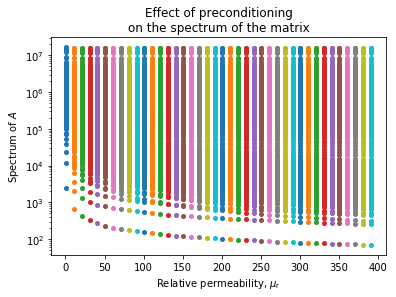 Effect of preconditioning
on the spectrum of the matrix
10⁷
10⁶
10⁵
10⁴
10³
10²
Spectrum of A
0 50 100 150 200 250 300 350 400
Relative permeability, μᵣ